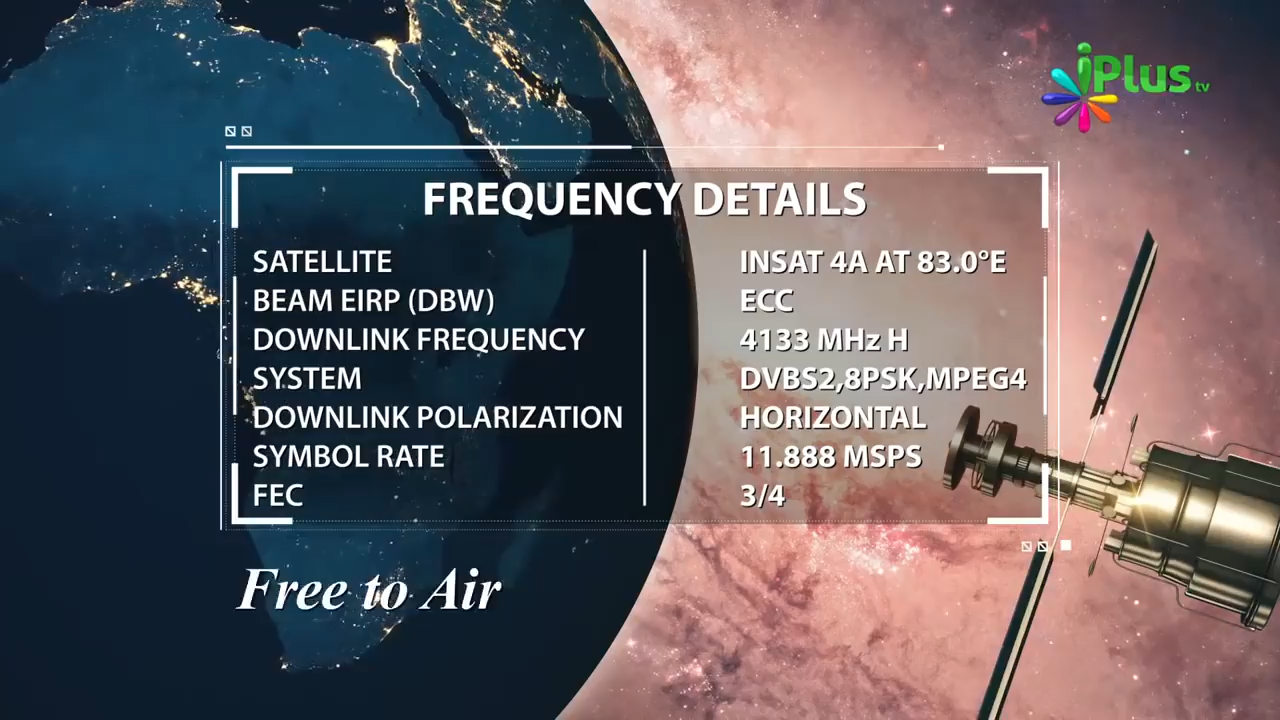 iPlus tv
FREQUENCY DETAILS
SATELLITE INSAT 4A AT 83.0°E
BEAM EIRP (DBW) ECC
DOWNLINK FREQUENCY 4133 MHz H
SYSTEM DVBS2,8PSK,MPEG4
DOWNLINK POLARIZATION HORIZONTAL
SYMBOL RATE 11.888 MSPS
FEC 3/4
Free to Air